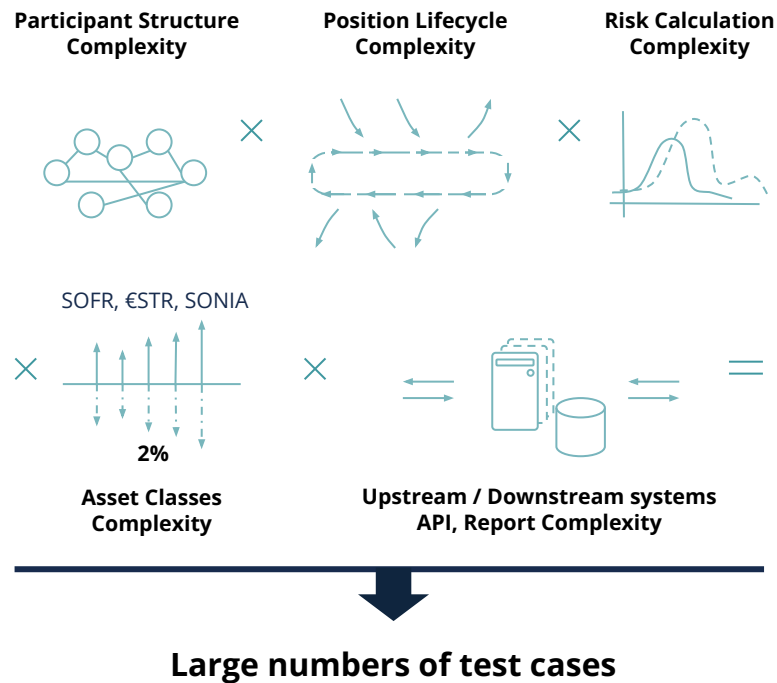 Participant Structure
Complexity
Position Lifecycle
Complexity
Risk Calculation
Complexity
SOFR, €STR, SONIA
2%
Asset Classes
Complexity
Upstream / Downstream systems
API, Report Complexity
Large numbers of test cases